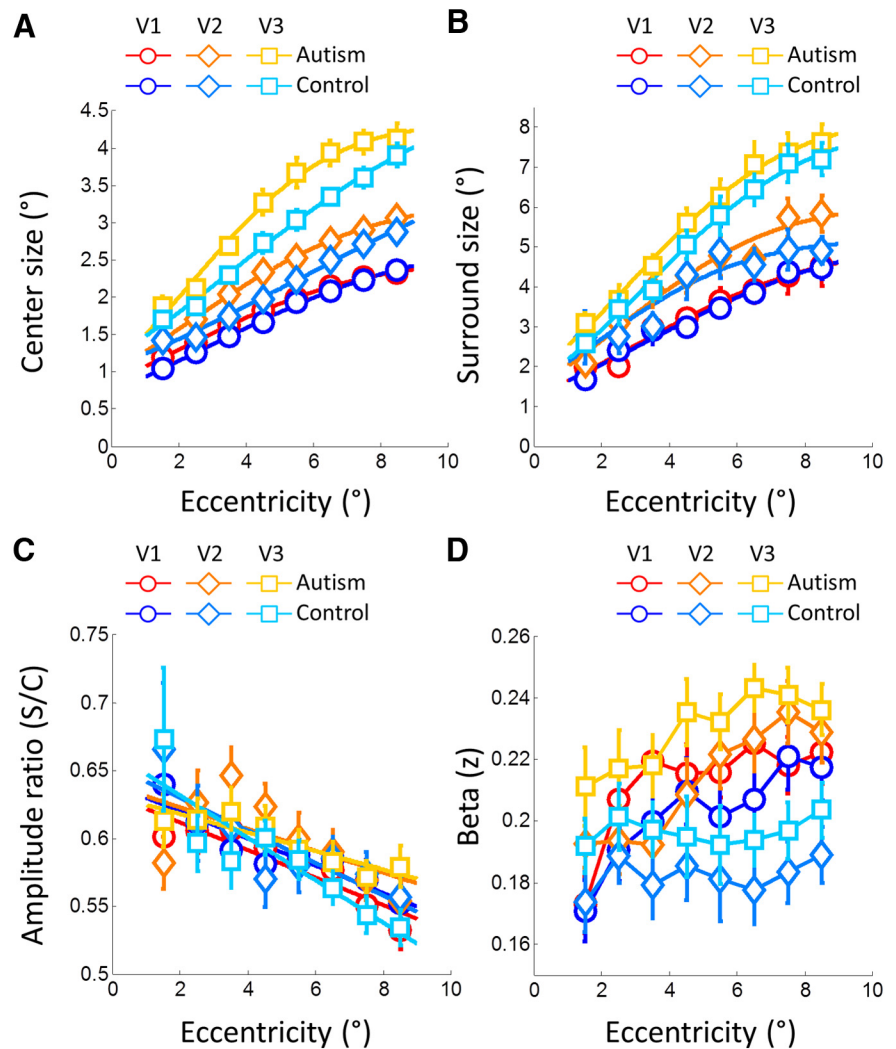 A
V1 V2 V3
Autism
Control
4.5
4
3.5
3
2.5
2
1.5
1
0.5
0
Center size (°)
0 2 4 6 8 10
Eccentricity (°)
B
V1 V2 V3
Autism
Control
8
7
6
5
4
3
2
1
0
Surround size (°)
0 2 4 6 8 10
Eccentricity (°)
C
V1 V2 V3
Autism
Control
0.75
0.7
0.65
0.6
0.55
0.5
Amplitude ratio (S/C)
0 2 4 6 8 10
Eccentricity (°)
D
V1 V2 V3
Autism
Control
0.26
0.24
0.22
0.2
0.18
0.16
Beta (z)
0 2 4 6 8 10
Eccentricity (°)